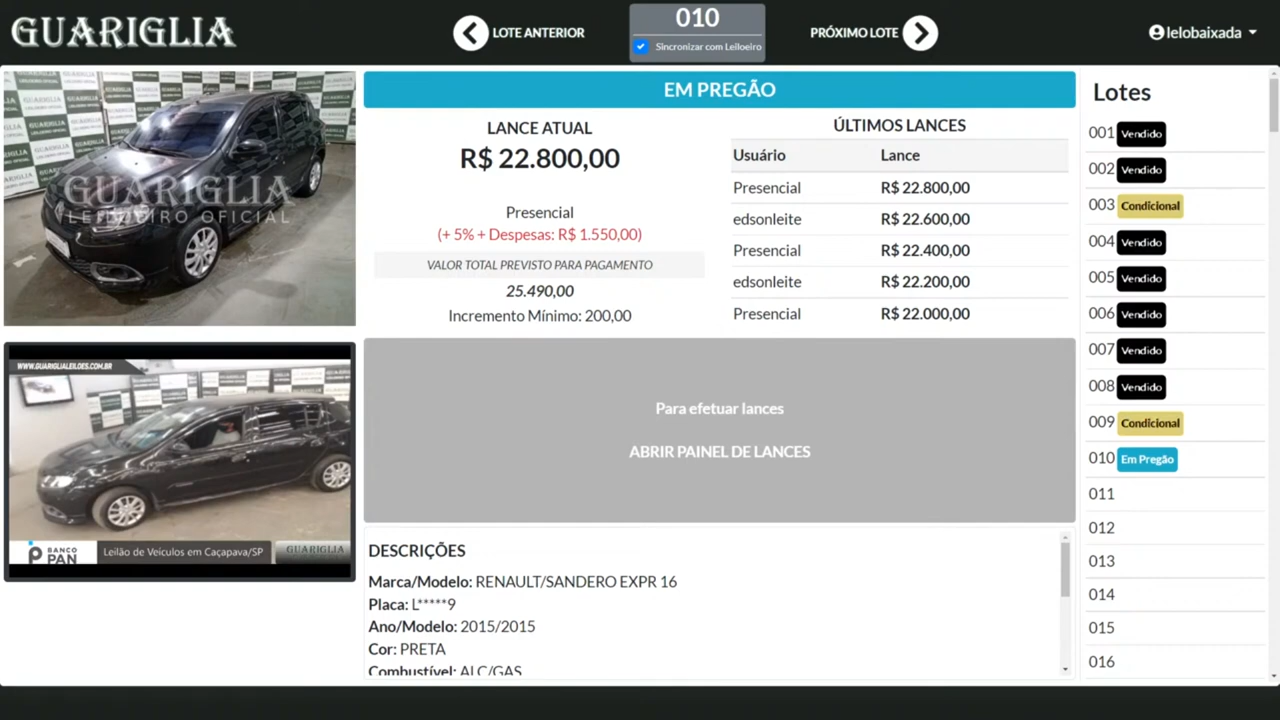 GUARIGLIA
LOTE ANTERIOR
010
Sincronizar com Leiloeiro
PRÓXIMO LOTE
lelobaixada
GUARIGLIA
LEILOEIRO OFICIAL
EM PREGÃO
LANCE ATUAL
R$ 22.800,00
Presencial
(+ 5% + Despesas: R$ 1.550,00)
VALOR TOTAL PREVISTO PARA PAGAMENTO
25.490,00
Incremento Mínimo: 200,00
ÚLTIMOS LANCES
Usuário Lance
Presencial R$ 22.800,00
edsonleite R$ 22.600,00
Presencial R$ 22.400,00
edsonleite R$ 22.200,00
Presencial R$ 22.000,00
Para efetuar lances
ABRIR PAINEL DE LANCES
WWW.GUARIGLIALEILOES.COM.BR
BANCO
PAN
Leilão de Veículos em Caçapava/SP
GUARIGLIA
DESCRIÇÕES
Marca/Modelo: RENAULT/SANDERO EXPR 16
Placa: L*****9
Ano/Modelo: 2015/2015
Cor: PRETA
Combustível: ALC/GAS
Lotes
001 Vendido
002 Vendido
003 Condicional
004 Vendido
005 Vendido
006 Vendido
007 Vendido
008 Vendido
009 Condicional
010 Em Pregão
011
012
013
014
015
016